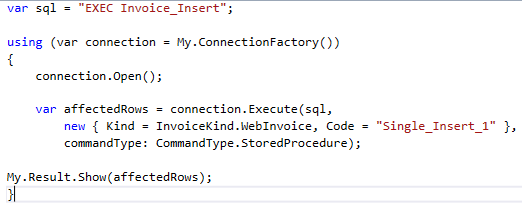 var sql = "EXEC Invoice_Insert";
using (var connection = My.ConnectionFactory())
{
connection.Open();
var affectedRows = connection.Execute(sql,
new { Kind = InvoiceKind.WebInvoice, Code = "Single_Insert_1" },
commandType: CommandType.StoredProcedure);
My.Result.Show(affectedRows);
}